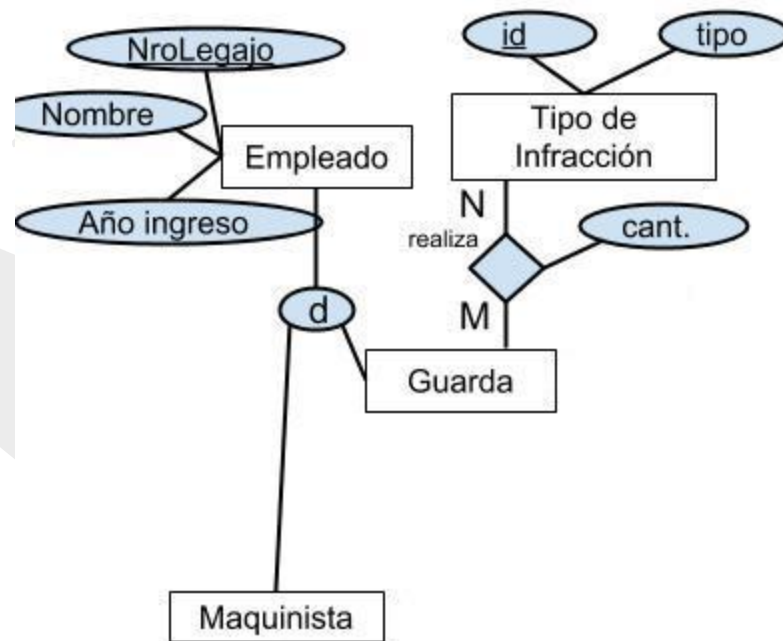 NroLegajo
id
tipo
Nombre
Empleado
Tipo de
Infracción
Año ingreso
N
realiza
cant.
d
M
Guarda
Maquinista